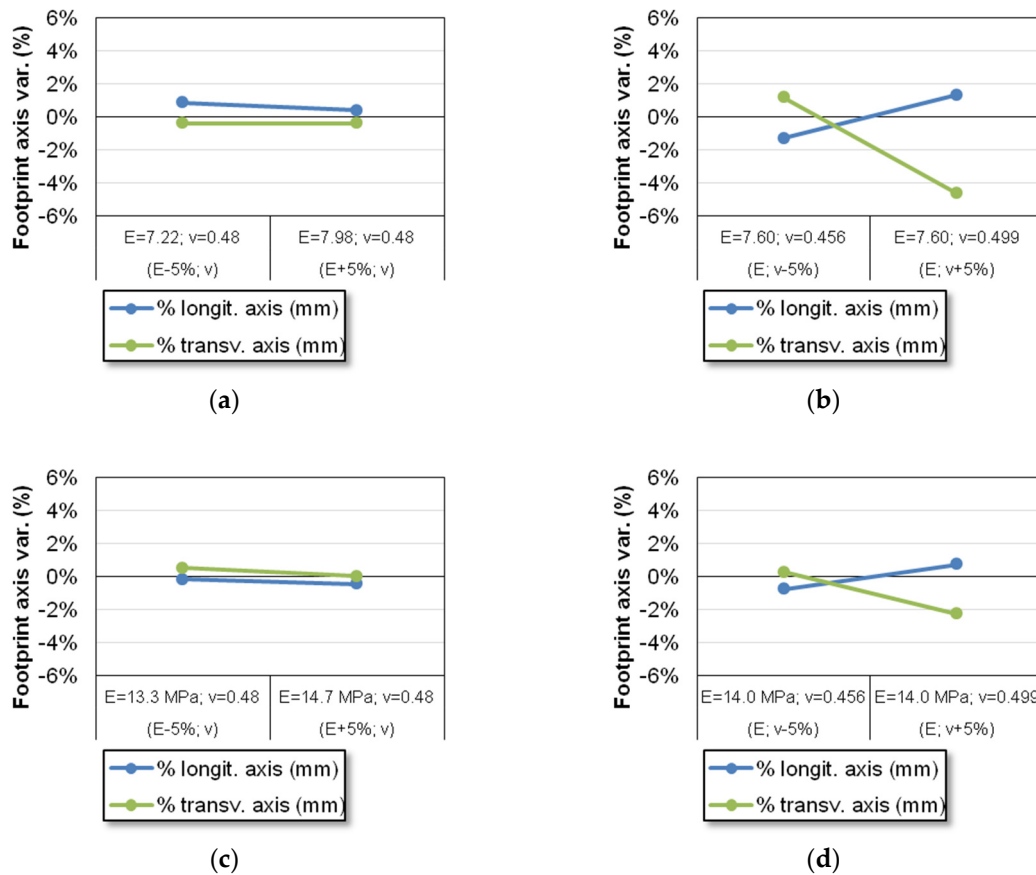 Footprint axis var. (%)
6%
4%
2%
0%
-2%
-4%
-6%
E=7.22; v=0.48
E=7.98; v=0.48
(E-5%; v)
(E+5%; v)
% longit. axis (mm)
% transv. axis (mm)
(a)
Footprint axis var. (%)
6%
4%
2%
0%
-2%
-4%
-6%
E=7.60; v=0.456
E=7.60; v=0.499
(E; v-5%)
(E; v+5%)
% longit. axis (mm)
% transv. axis (mm)
(b)
Footprint axis var. (%)
6%
4%
2%
0%
-2%
-4%
-6%
E=13.3 MPa; v=0.48
E=14.7 MPa; v=0.48
(E-5%; v)
(E+5%; v)
% longit. axis (mm)
% transv. axis (mm)
(c)
Footprint axis var. (%)
6%
4%
2%
0%
-2%
-4%
-6%
E=14.0 MPa; v=0.456
E=14.0 MPa; v=0.499
(E; v-5%)
(E; v+5%)
% longit. axis (mm)
% transv. axis (mm)
(d)